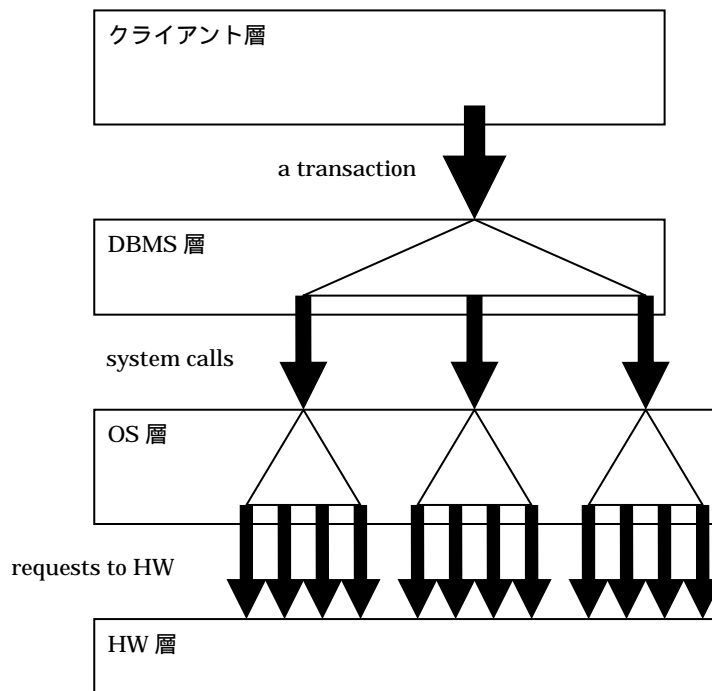 クライアント層
a transaction
DBMS 層
system calls
OS 層
requests to HW
HW 層